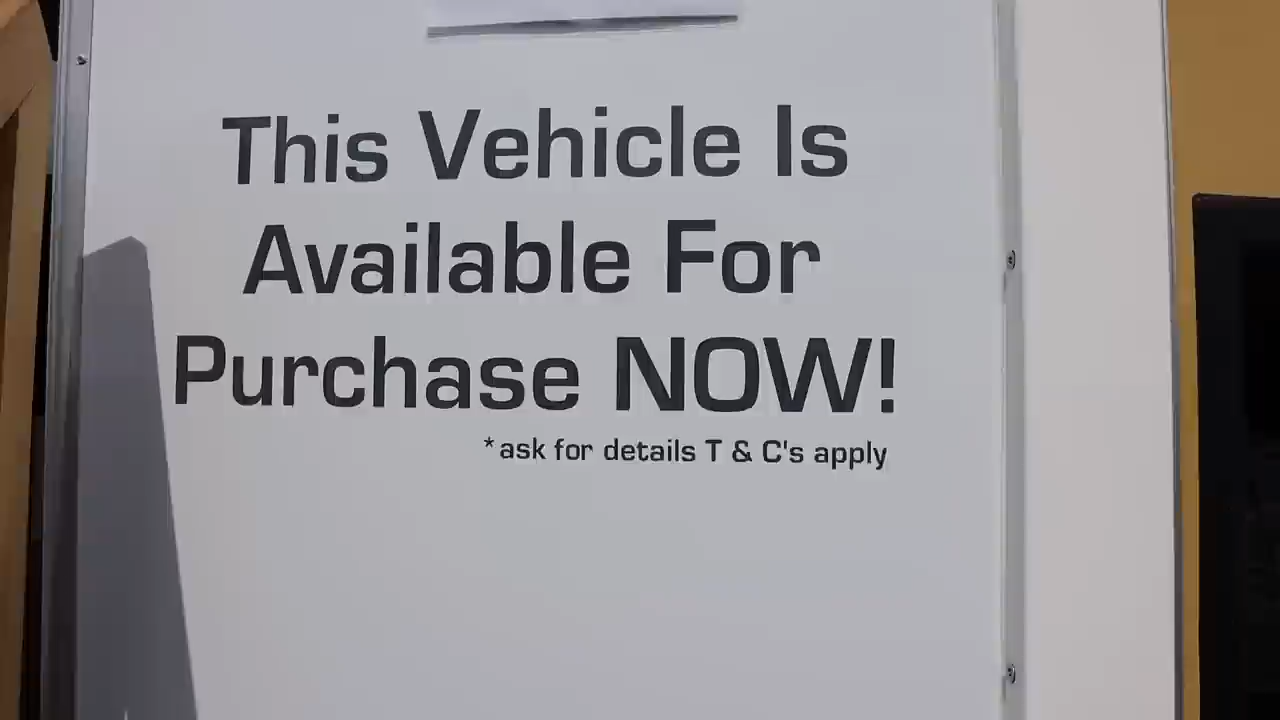 This Vehicle Is
Available For
Purchase NOW!
*ask for details T & C's apply